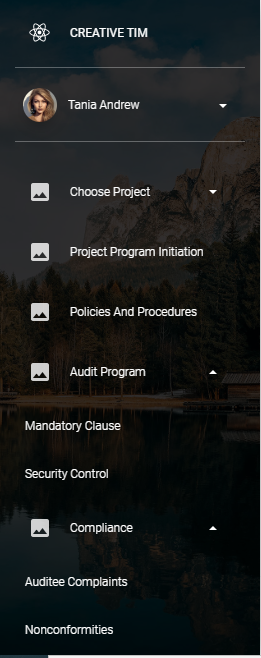 CREATIVE TIM
Tania Andrew
Choose Project
Project Program Initiation
Policies And Procedures
Audit Program
Mandatory Clause
Security Control
Compliance
Auditee Complaints
Nonconformities